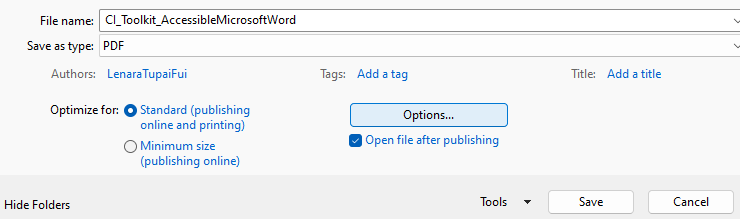 File name: CI_Toolkit_AccessibleMicrosoftWord
Save as type: PDF
Authors: LenaraTupaiFui Tags: Add a tag Title: Add a title
Optimize for: Standard (publishing
online and printing)
Minimum size
(publishing online)
Options...
Open file after publishing
Hide Folders Tools Save Cancel